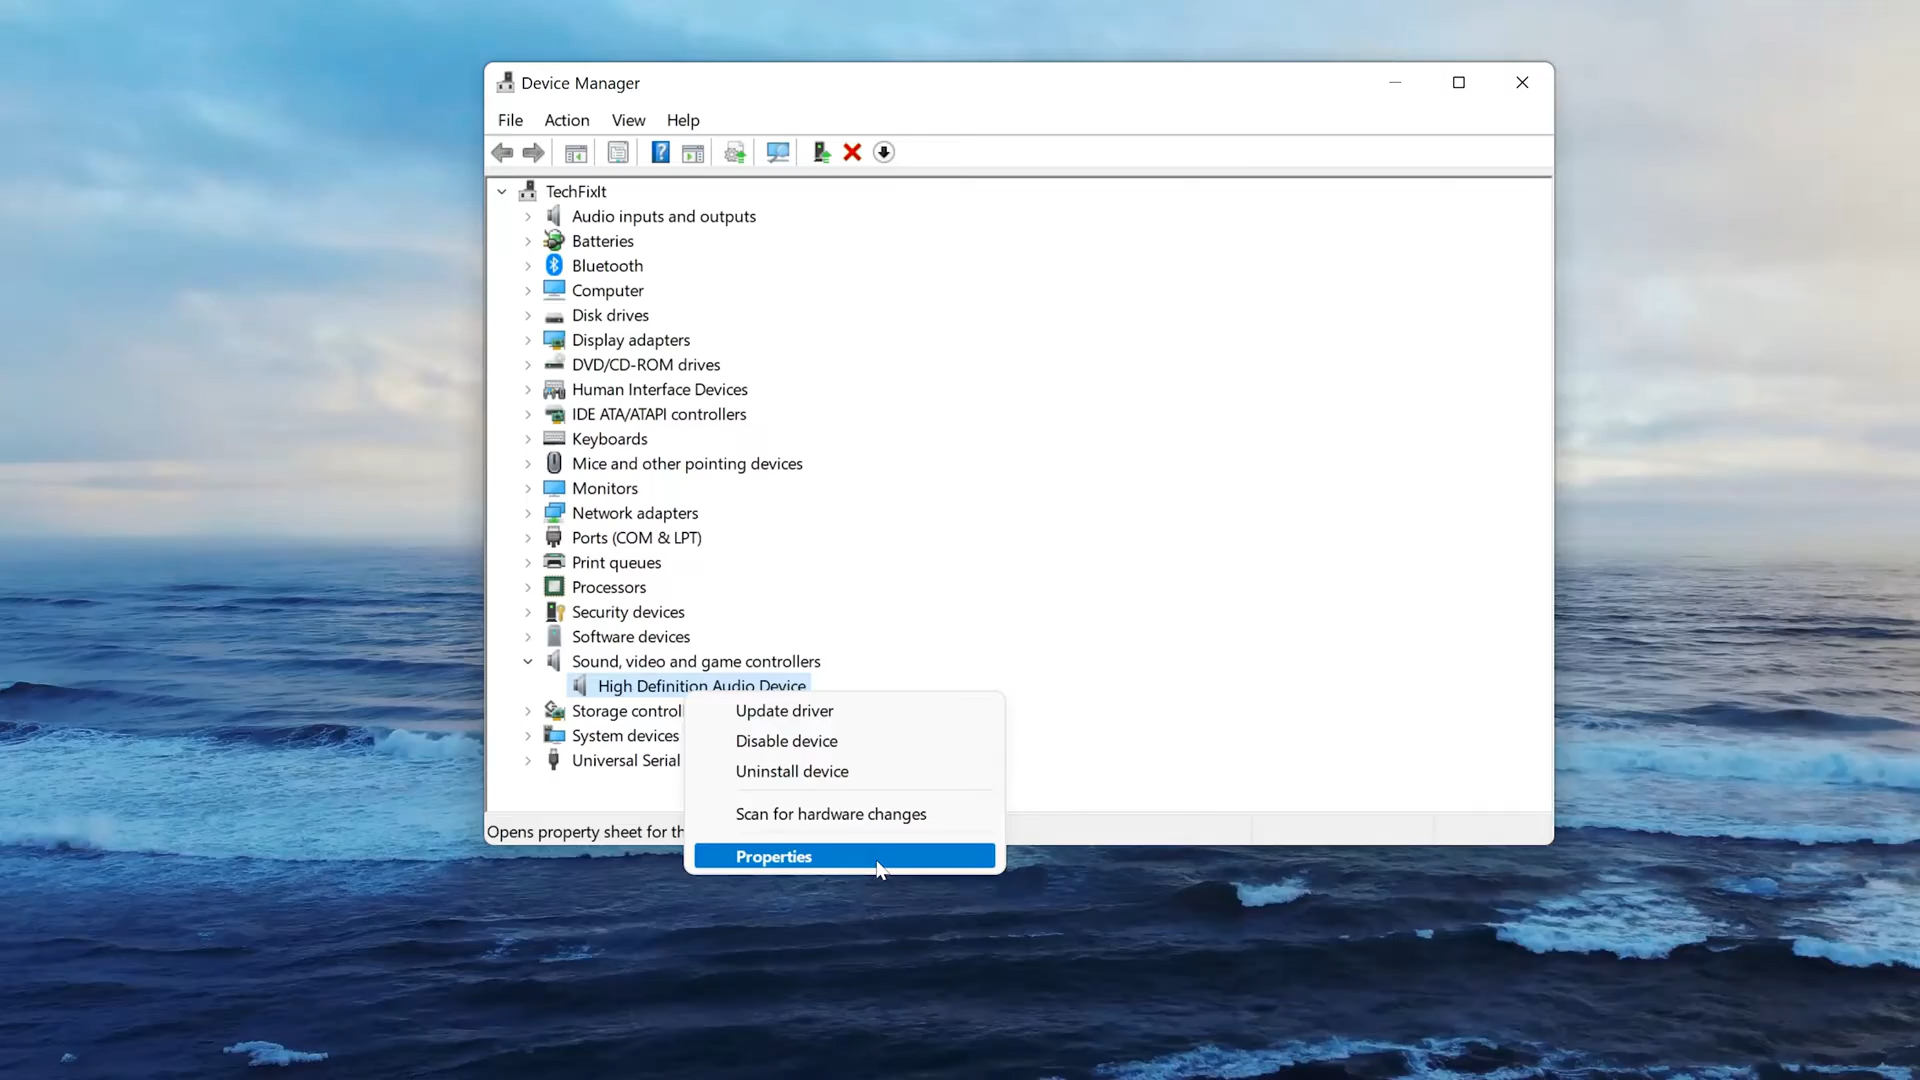 Device Manager
File Action View Help
TechFixIt
Audio inputs and outputs
Batteries
Bluetooth
Computer
Disk drives
Display adapters
DVD/CD-ROM drives
Human Interface Devices
IDE ATA/ATAPI controllers
Keyboards
Mice and other pointing devices
Monitors
Network adapters
Ports (COM & LPT)
Print queues
Processors
Security devices
Software devices
Sound, video and game controllers
High Definition Audio Device
Storage controll
System devices
Universal Serial
Update driver
Disable device
Uninstall device
Scan for hardware changes
Properties
Opens property sheet for th